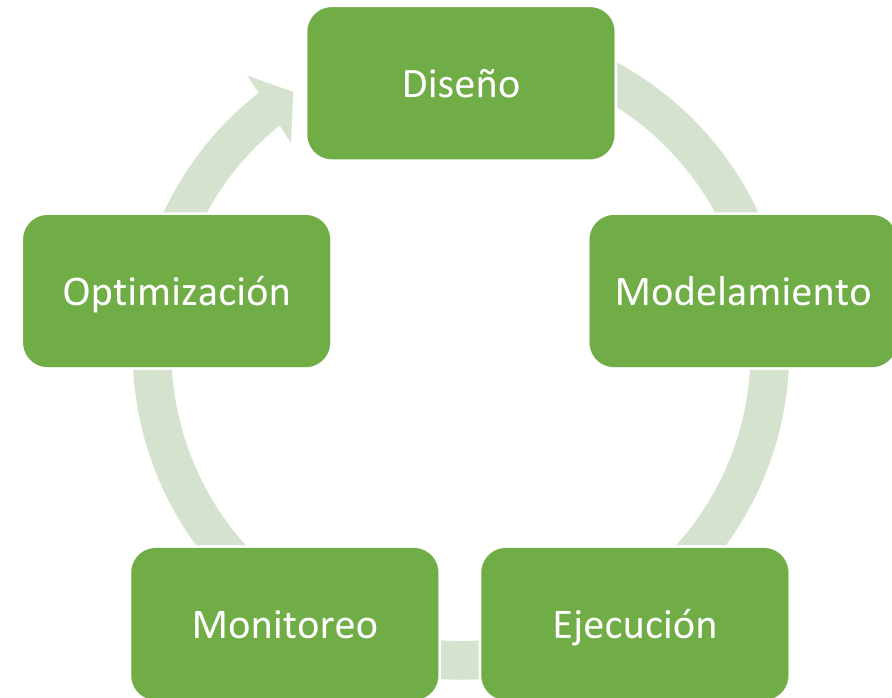 Diseño
Modelamiento
Ejecución
Monitoreo
Optimización